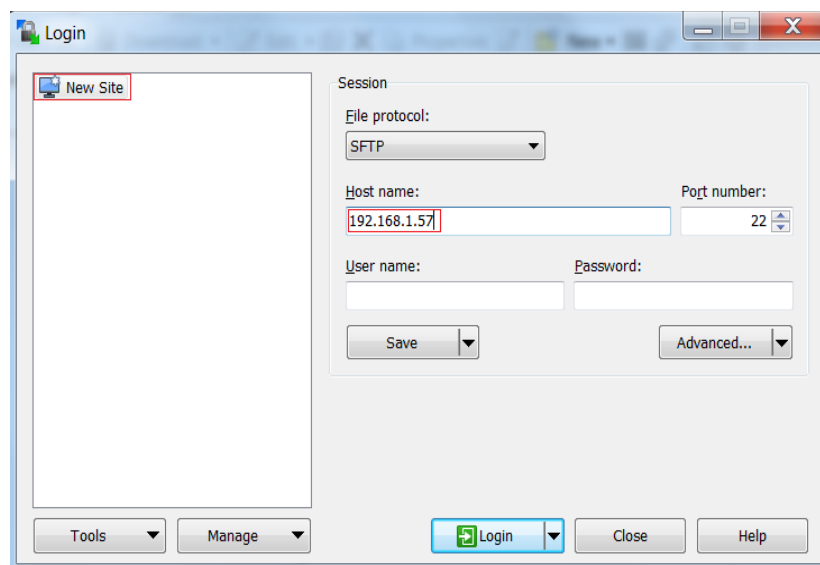 Login
New Site
Session
File protocol:
SFTP
Host name:
Port number:
192.168.1.57
22
User name:
Password:
Save
Advanced...
Tools
Manage
Login
Close
Help